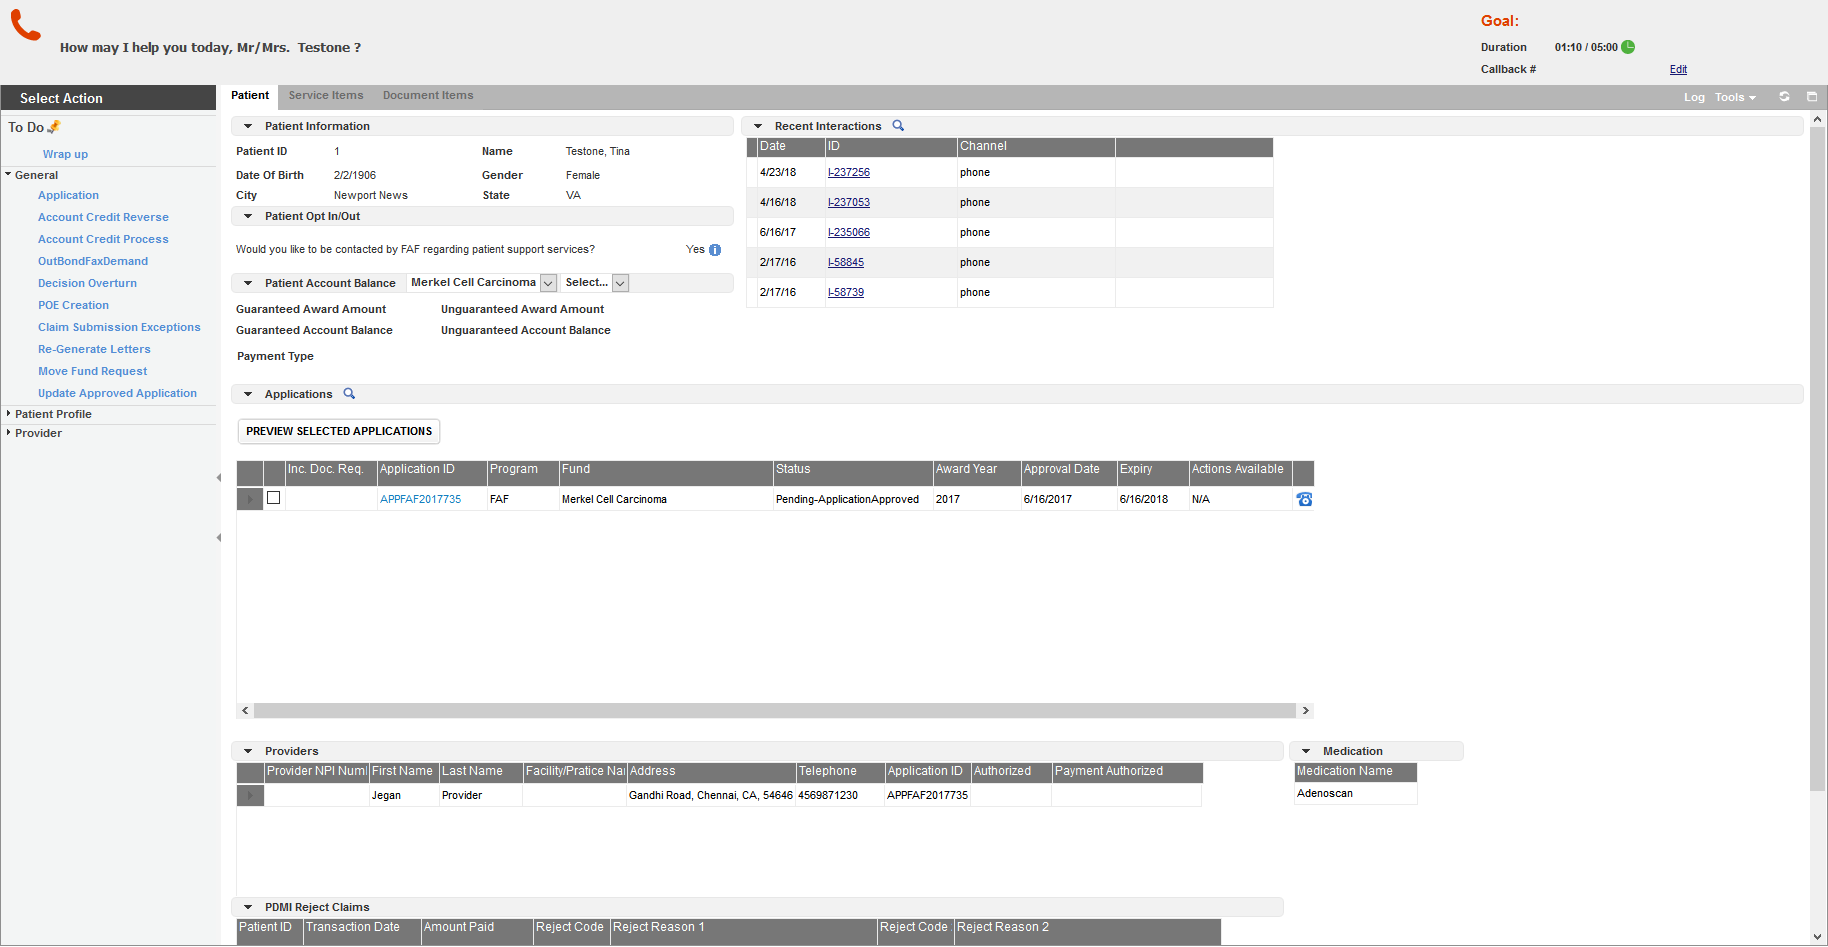 How may I help you today, Mr/Mrs. Testone ?
Goal:
Duration 01:10 / 05:00
Callback # Edit
Select Action
To Do
Wrap up
General
Application
Account Credit Reverse
Account Credit Process
OutBondFaxDemand
Decision Overturn
POE Creation
Claim Submission Exceptions
Re-Generate Letters
Move Fund Request
Update Approved Application
Patient Profile
Provider
Patient Service Items Document Items
Log Tools
Patient Information
Patient ID 1 Name Testone, Tina
Date Of Birth 2/2/1906 Gender Female
City Newport News State VA
Patient Opt In/Out
Would you like to be contacted by FAF regarding patient support services? Yes
Patient Account Balance Merkel Cell Carcinoma Select...
Guaranteed Award Amount Unguaranteed Award Amount
Guaranteed Account Balance Unguaranteed Account Balance
Payment Type
Recent Interactions
Date ID Channel
4/23/18 I-237256 phone
4/16/18 I-237053 phone
6/16/17 I-235066 phone
2/17/16 I-58845 phone
2/17/16 I-58739 phone
Applications
PREVIEW SELECTED APPLICATIONS
Inc. Doc. Req. Application ID Program Fund Status Award Year Approval Date Expiry Actions Available
APPFAF2017735 FAF Merkel Cell Carcinoma Pending-ApplicationApproved 2017 6/16/2017 6/16/2018 N/A
Providers
Provider NPI Numl First Name Last Name Facility/Pratice Nar Address Telephone Application ID Authorized Payment Authorized
Jegan Provider Gandhi Road, Chennai, CA, 54646 4569871230 APPFAF2017735
Medication
Medication Name
Adenoscan
PDMI Reject Claims
Patient ID Transaction Date Amount Paid Reject Code Reject Reason 1 Reject Code Reject Reason 2